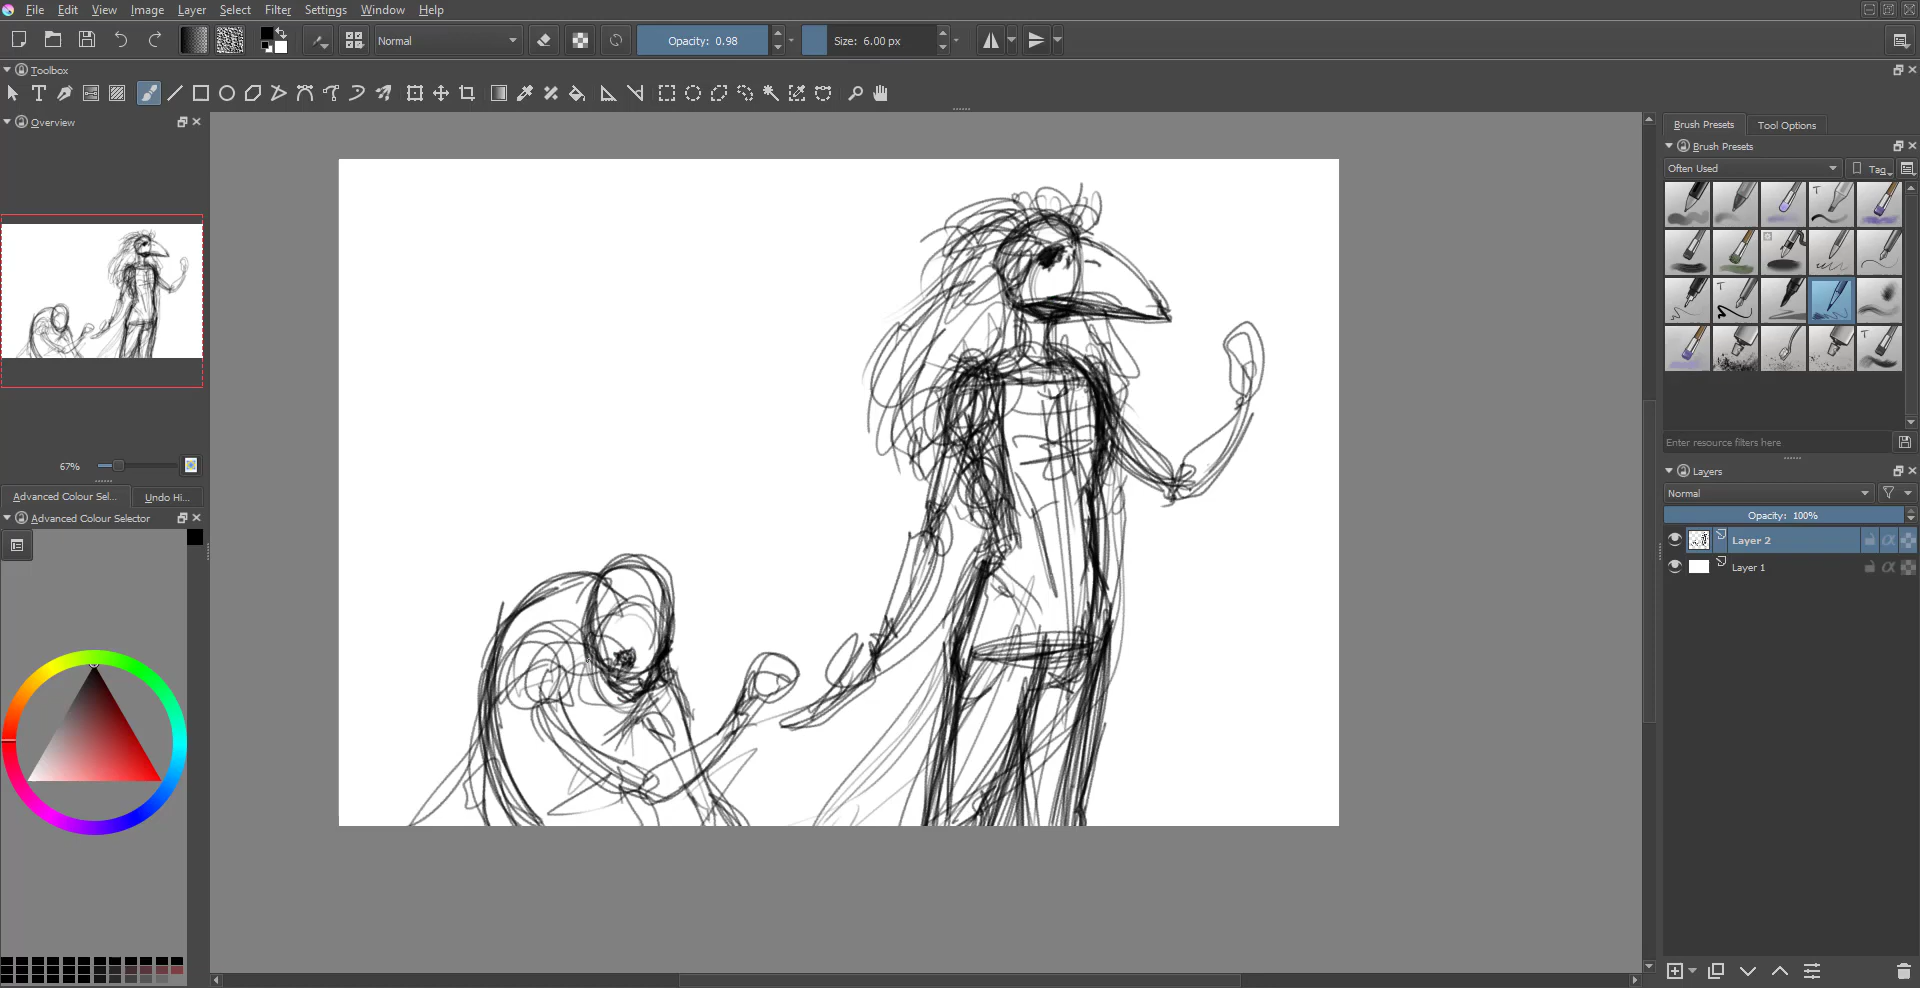 File Edit View Image Layer Select Filter Settings Window Help
Normal Opacity: 0.98 Size: 6.00 px
Toolbox
T
Overview
67%
Advanced Colour Sel... Undo Hi...
Advanced Colour Selector
Brush Presets Tool Options
Brush Presets
Often Used Tag
T
T
T
Enter resource filters here
Layers
Normal
Opacity: 100%
Layer 2
Layer 1